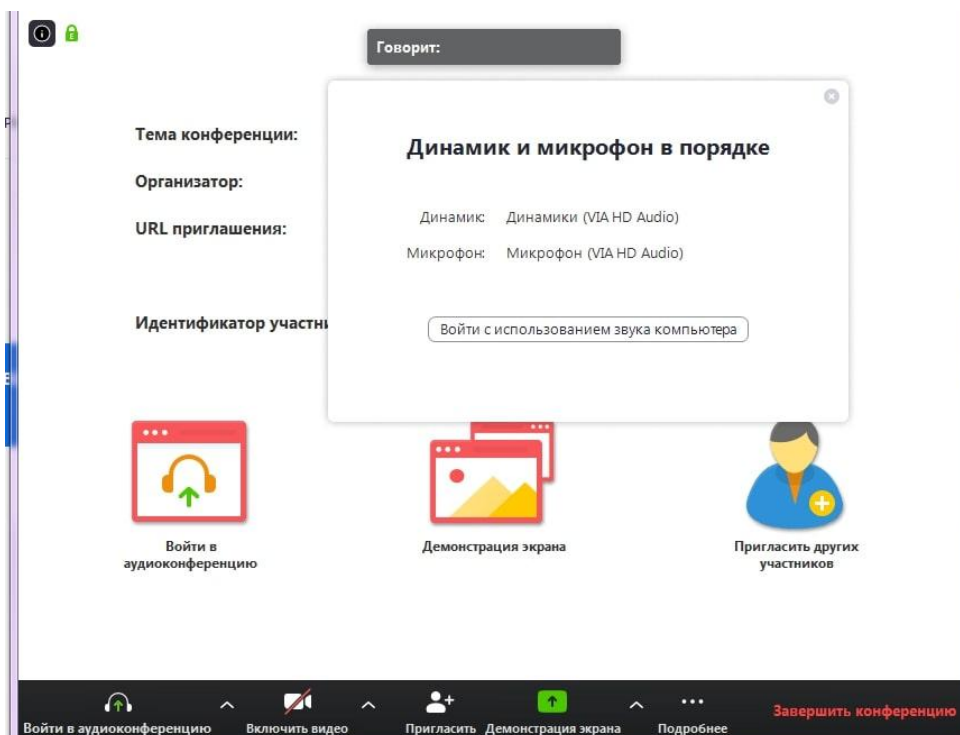 Говорит:
Тема конференции:
Организатор:
URL приглашения:
Динамик и микрофон в порядке
Динамик: Динамики (VIA HD Audio)
Микрофон: Микрофон (VIA HD Audio)
Идентификатор
Войти с использованием звука компьютера
Войти в
аудиоконференцию
Демонстрация экрана
Пригласить других
участников
Войти в аудиоконференцию
Включить видео
Пригласить
Демонстрация экрана
Подробнее
Завершить конференцию